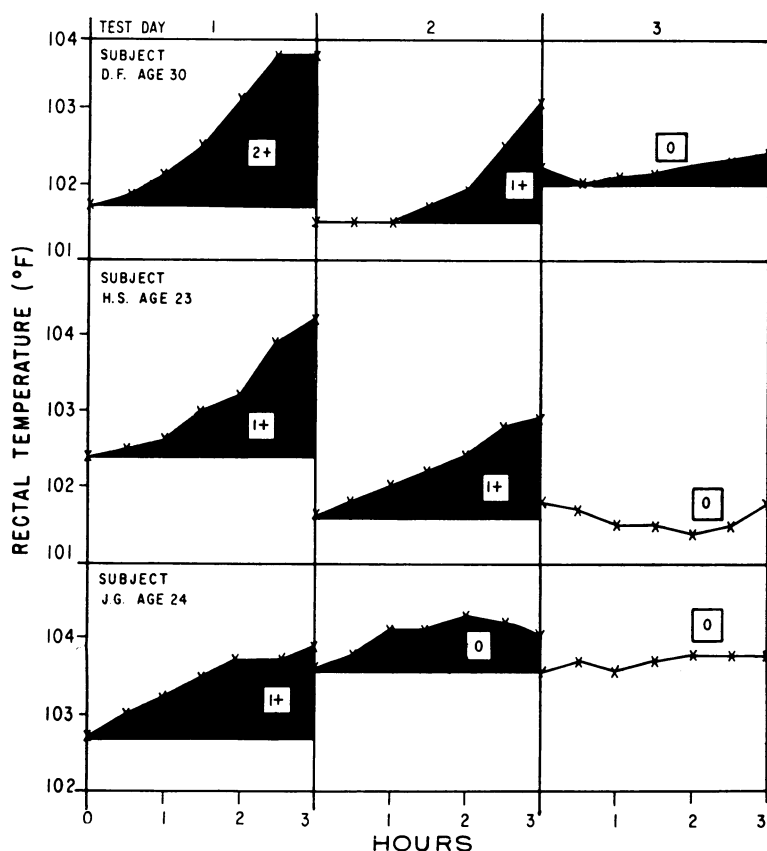 TEST DAY 1 2 3
104
SUBJECT
D.F. AGE 30
103
2+
0
102
1+
101
SUBJECT
H.S. AGE 23
104
103
1+
102
1+
0
101
SUBJECT
J.G. AGE 24
104
0
0
103
1+
102
0 1 2 3 1 2 3 1 2 3
HOURS
RECTAL TEMPERATURE (°F)